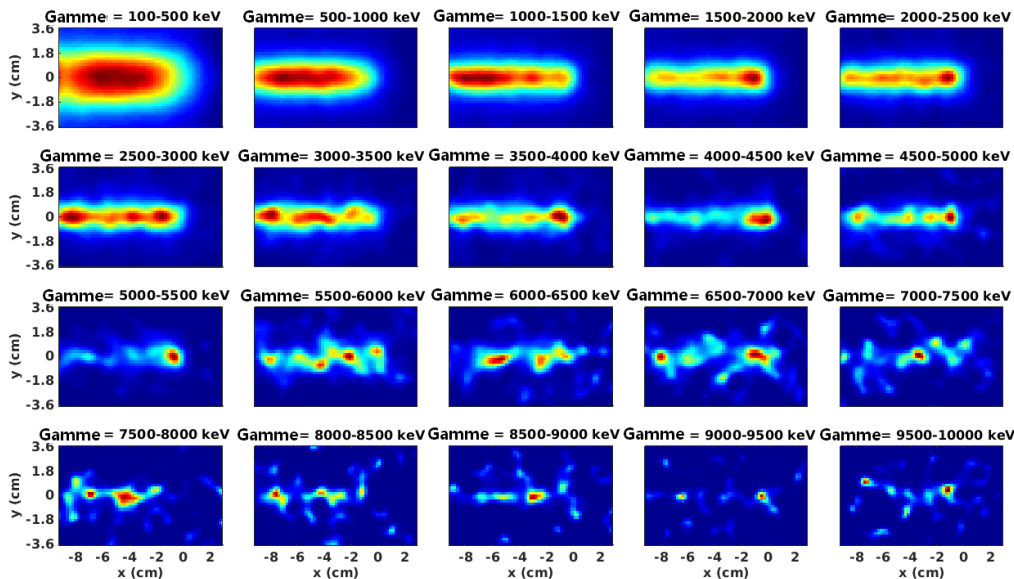 Gamme = 100-500 keV Gamme= 500-1000 keV Gamme= 1000-1500 keV Gamme= 1500-2000 keV Gamme= 2000-2500 keV
3.6
1.8
0
-1.8
-3.6
y (cm)
Gamme = 2500-3000 keV Gamme= 3000-3500 keV Gamme= 3500-4000 keV Gamme= 4000-4500 keV Gamme= 4500-5000 keV
3.6
1.8
0
-1.8
-3.6
y (cm)
Gamme= 5000-5500 keV Gamme= 5500-6000 keV Gamme= 6000-6500 keV Gamme= 6500-7000 keV Gamme= 7000-7500 keV
3.6
1.8
0
-1.8
-3.6
y (cm)
Gamme = 7500-8000 keV Gamme = 8000-8500 keV Gamme = 8500-9000 keV Gamme = 9000-9500 keV Gamme = 9500-10000 keV
3.6
1.8
0
-1.8
-3.6
y (cm)
-8 -6 -4 -2 0 2 -8 -6 -4 -2 0 2 -8 -6 -4 -2 0 2 -8 -6 -4 -2 0 2 -8 -6 -4 -2 0 2
x (cm) x (cm) x (cm) x (cm) x (cm)